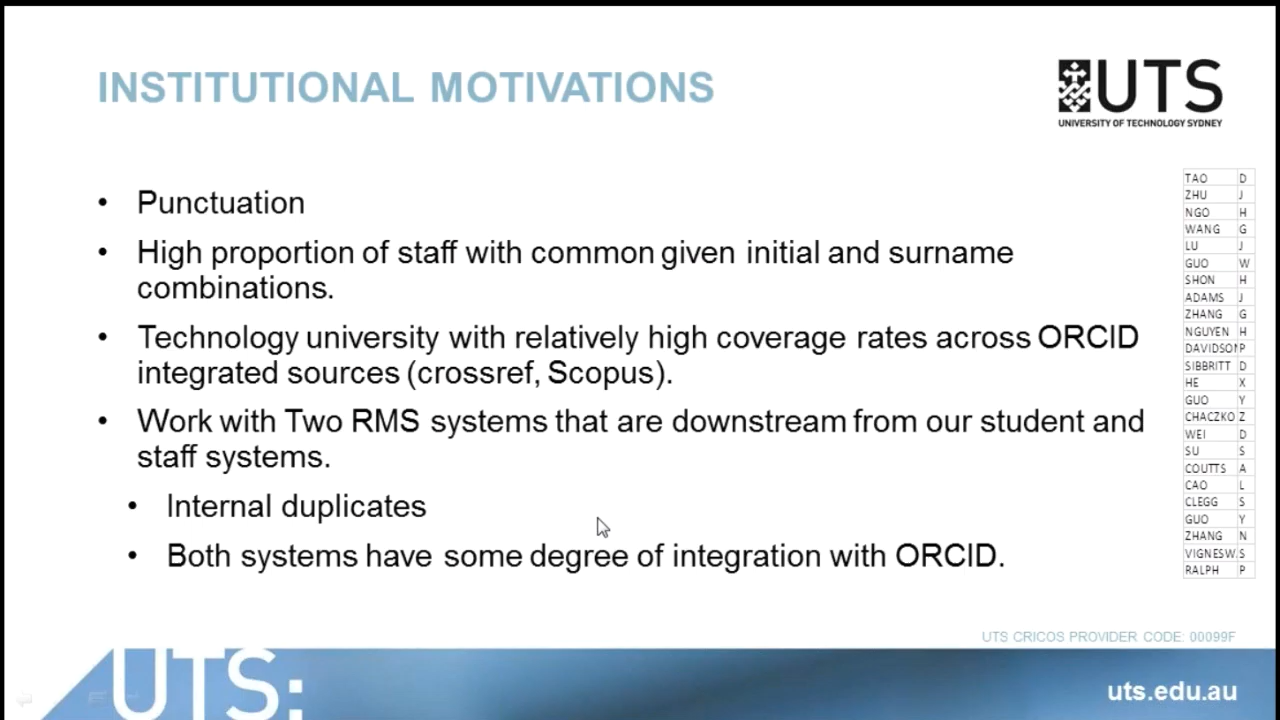 INSTITUTIONAL MOTIVATIONS
UTS
UNIVERSITY OF TECHNOLOGY SYDNEY
• Punctuation
• High proportion of staff with common given initial and surname
combinations.
• Technology university with relatively high coverage rates across ORCID
integrated sources (crossref, Scopus).
• Work with Two RMS systems that are downstream from our student and
staff systems.
• Internal duplicates
• Both systems have some degree of integration with ORCID.
TAO D
ZHU J
NGO H
WANG G
LU J
GUO W
SHON H
ADAMS J
ZHANG G
NGUYEN H
DAVIDSON P
SIBBRITT D
HE X
GUO Y
CHACZKO Z
WEI D
SU S
COUTTS A
CAO L
CLEGG S
GUO Y
ZHANG N
VIGNESW S
RALPH P
UTS CRICOS PROVIDER CODE: 00099F
UTS:
uts.edu.au